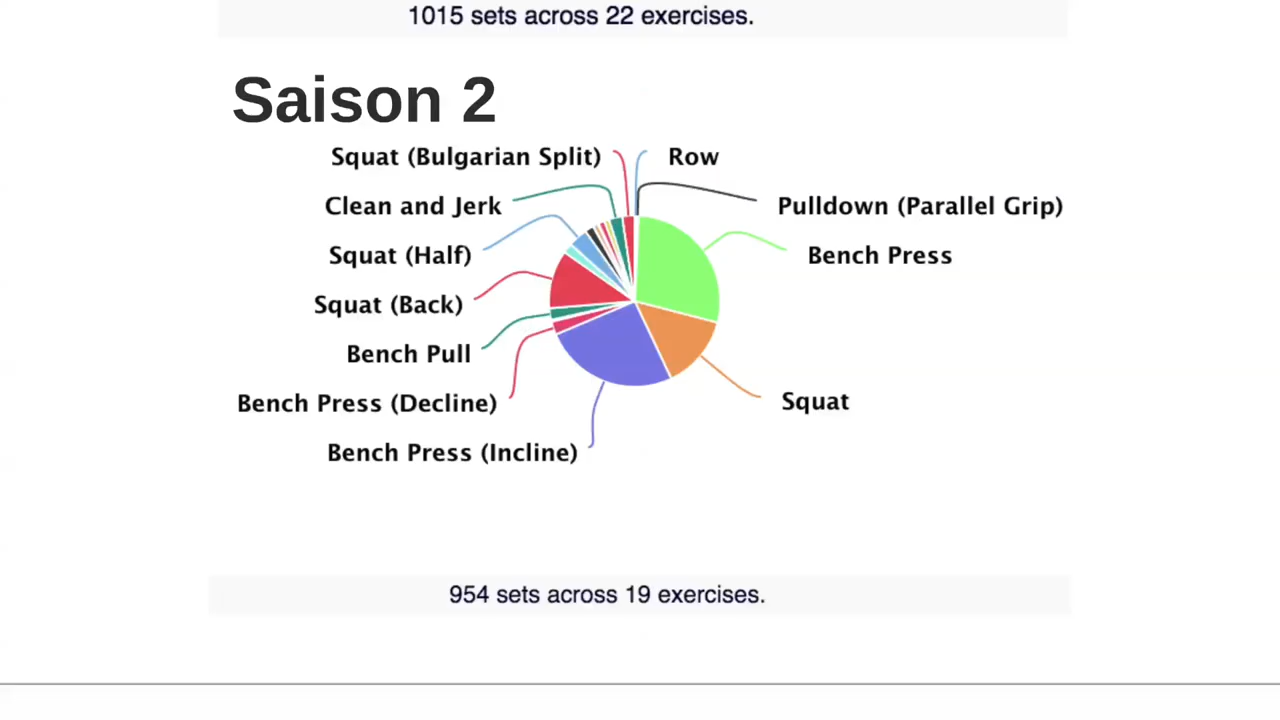 1015 sets across 22 exercises.
Saison 2
Squat (Bulgarian Split)
Row
Clean and Jerk
Pulldown (Parallel Grip)
Squat (Half)
Bench Press
Squat (Back)
Bench Pull
Bench Press (Decline)
Squat
Bench Press (Incline)
954 sets across 19 exercises.